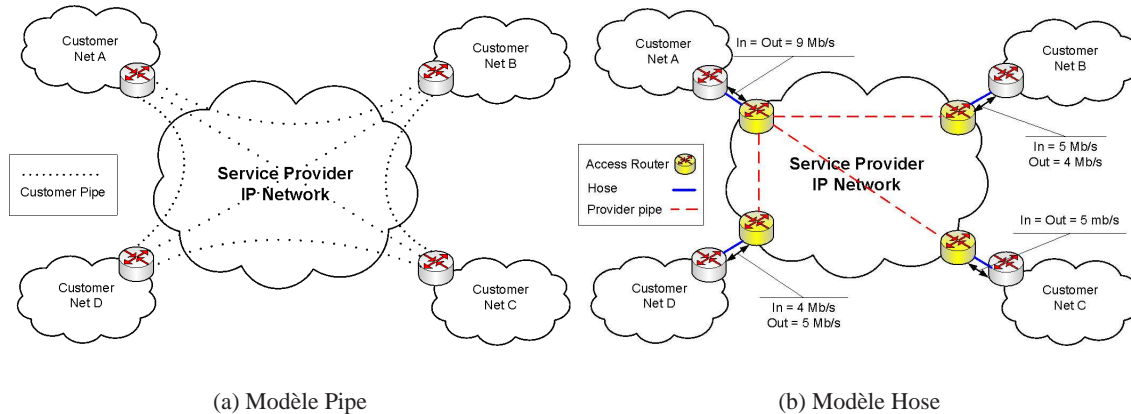 Customer
Net A
Customer
Net B
Service Provider
IP Network
Customer Pipe
Customer
Net D
Customer
Net C
(a) Modèle Pipe
Customer
Net A
In = Out = 9 Mb/s
Customer
Net B
In = 5 Mb/s
Out = 4 Mb/s
Access Router
Hose
Provider pipe
Service Provider
IP Network
In = Out = 5 mb/s
Customer
Net D
In = 4 Mb/s
Out = 5 Mb/s
Customer
Net C
(b) Modèle Hose